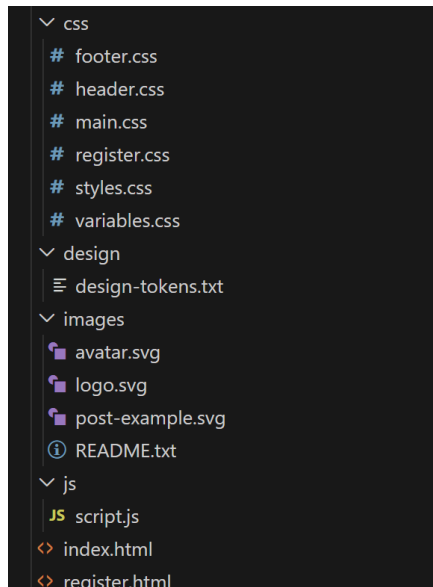 css
# footer.css
# header.css
# main.css
# register.css
# styles.css
# variables.css
design
design-tokens.txt
images
avatar.svg
logo.svg
post-example.svg
README.txt
js
JS script.js
<> index.html
<> register.html